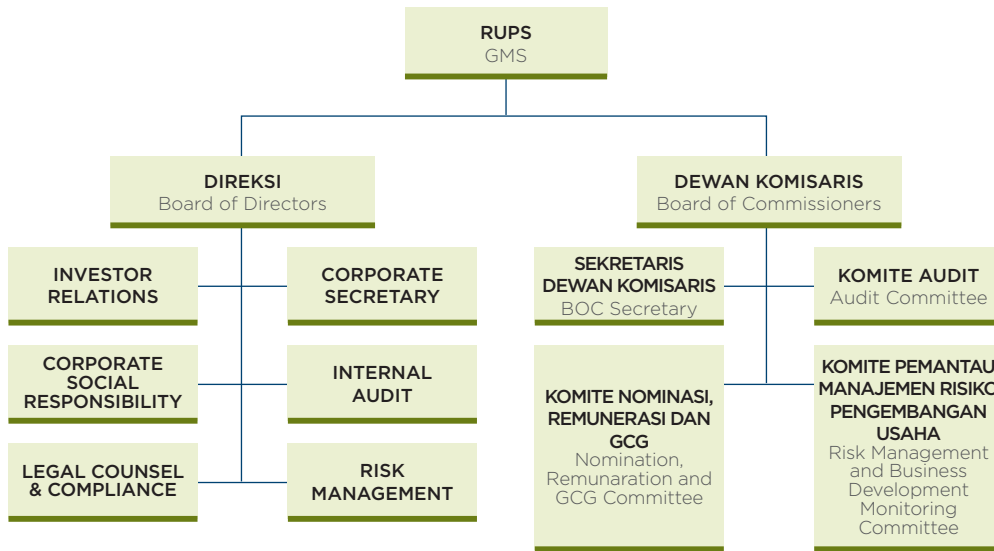 RUPS
GMS
DIREKSI
Board of Directors
DEWAN KOMISARIS
Board of Commissioners
INVESTOR
RELATIONS
CORPORATE
SECRETARY
SEKRETARIS
DEWAN KOMISARIS
BOC Secretary
KOMITE AUDIT
Audit Committee
CORPORATE
SOCIAL
RESPONSIBILITY
INTERNAL
AUDIT
KOMITE NOMINASI,
REMUNERASI DAN
GCG
Nomination,
Remunaration and
GCG Committee
KOMITE PEMANTAU
MANAJEMEN RISIKO
PENGEMBANGAN
USAHA
Risk Management
and Business
Development
Monitoring
Committee
LEGAL COUNSEL
& COMPLIANCE
RISK
MANAGEMENT